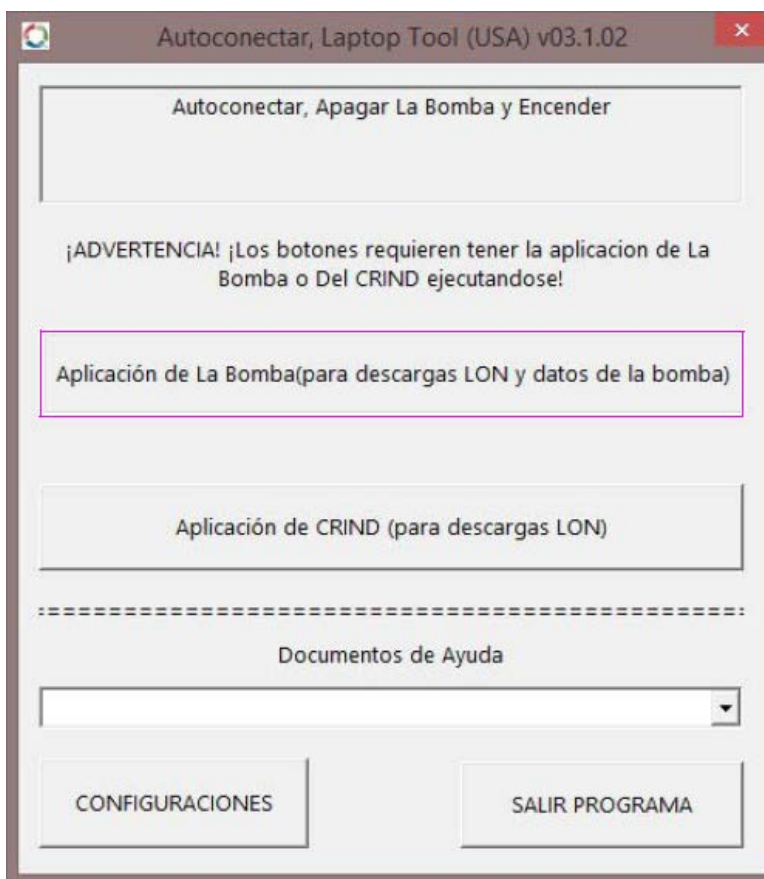 Autoconectar, Laptop Tool (USA) v03.1.02
Autoconectar, Apagar La Bomba y Encender
¡ADVERTENCIA! ¡Los botones requieren tener la aplicacion de La
Bomba o Del CRIND ejecutandose!
Aplicación de La Bomba(para descargas LON y datos de la bomba)
Aplicación de CRIND (para descargas LON)
Documentos de Ayuda
CONFIGURACIONES
SALIR PROGRAMA